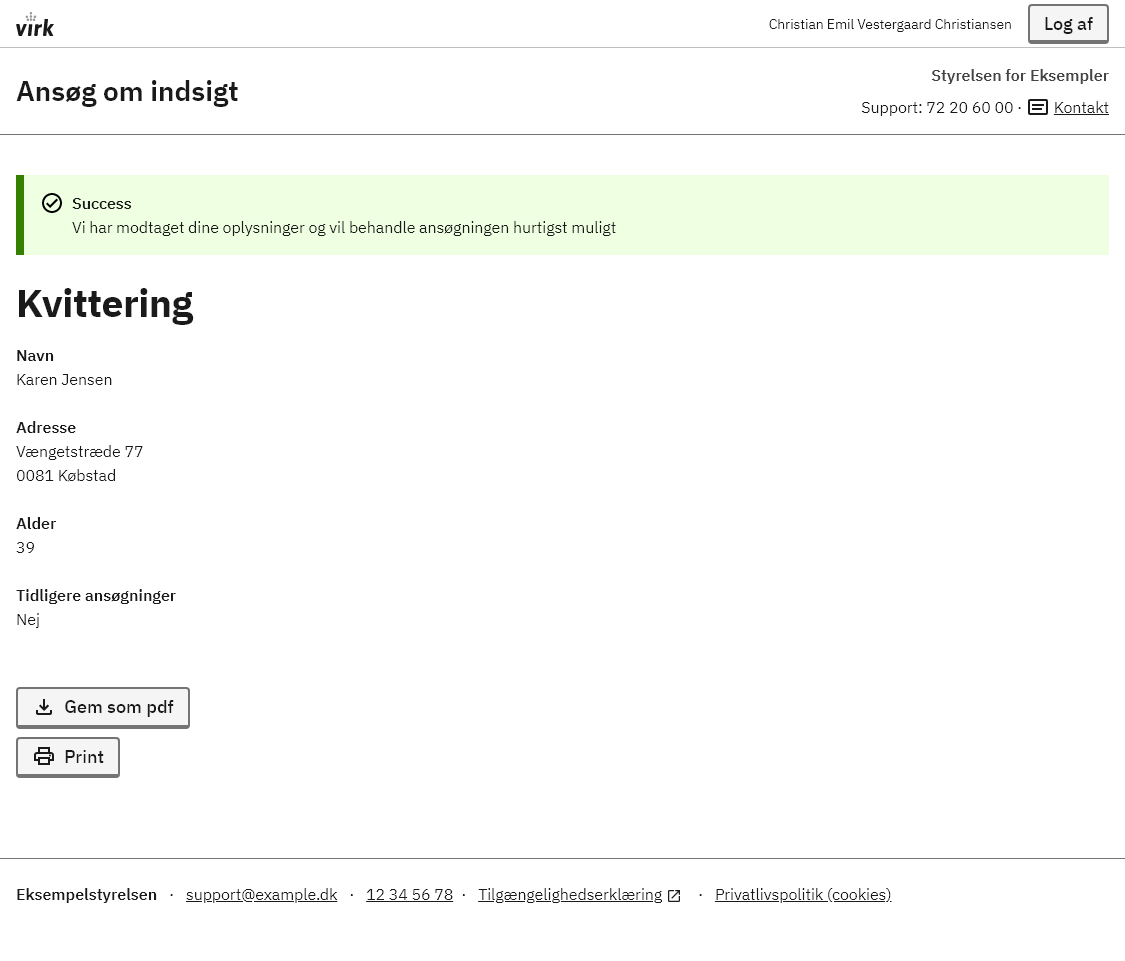 virk
Christian Emil Vestergaard Christiansen
Log af
Ansøg om indsigt
Styrelsen for Eksempler
Support: 72 20 60 00 · Kontakt
Success
Vi har modtaget dine oplysninger og vil behandle ansøgningen hurtigst muligt
Kvittering
Navn
Karen Jensen
Adresse
Vængetstræde 77
0081 Købstad
Alder
39
Tidligere ansøgninger
Nej
Gem som pdf
Print
Eksempelstyrelsen · support@example.dk · 12 34 56 78 · Tilgængelighedserklæring · Privatlivspolitik (cookies)